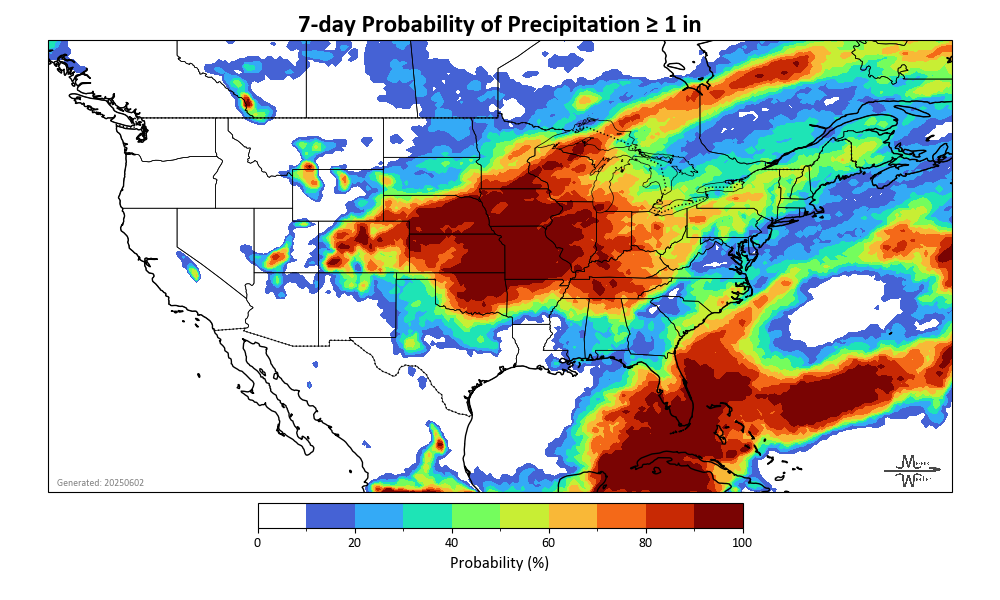 7-day Probability of Precipitation ≥ 1 in
Generated: 20250602
0 20 40 60 80 100
Probability (%)